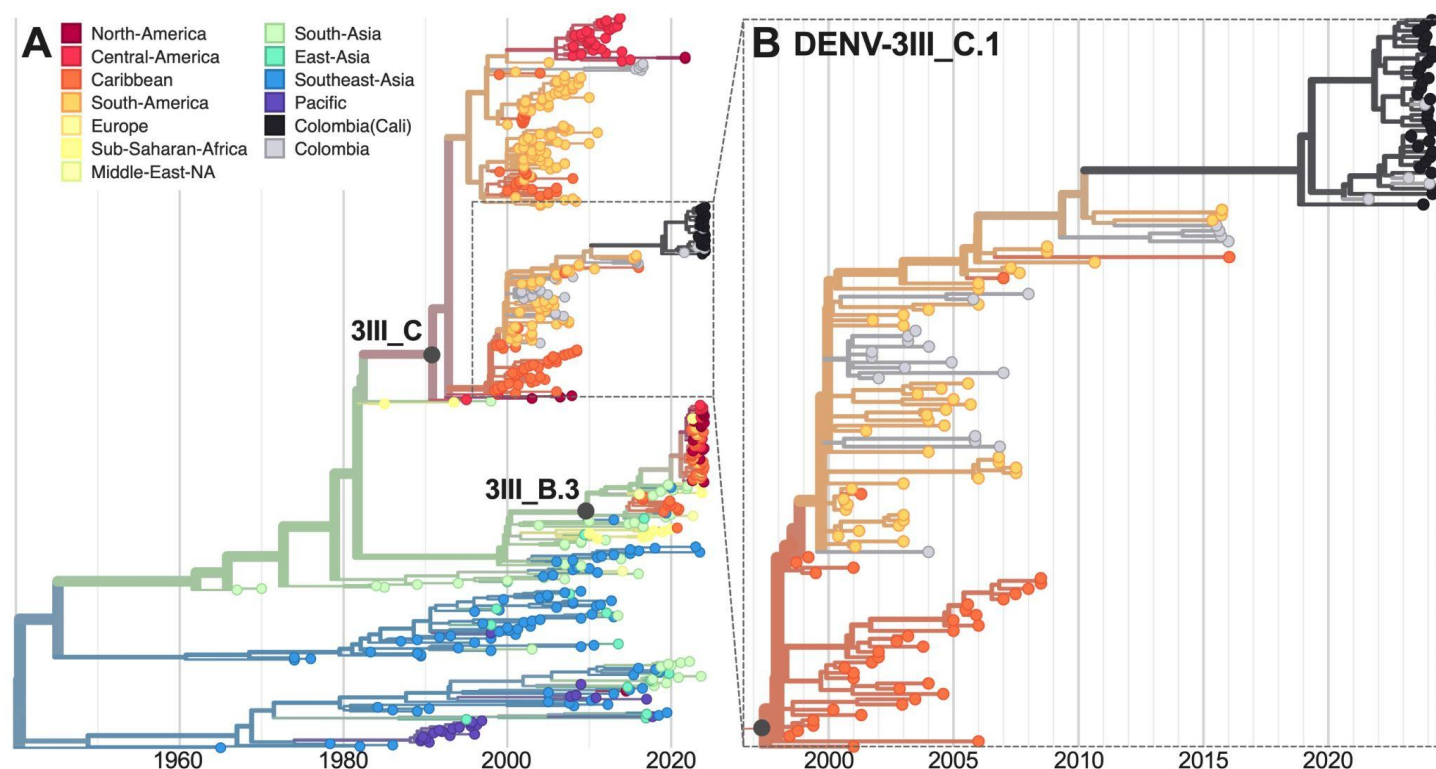 A
North-America
Central-America
Caribbean
South-America
Europe
Sub-Saharan-Africa
Middle-East-NA
South-Asia
East-Asia
Southeast-Asia
Pacific
Colombia(Cali)
Colombia
3III_C
3III_B.3
1960
1980
2000
2020
B DENV-3III_C.1
2000
2005
2010
2015
2020